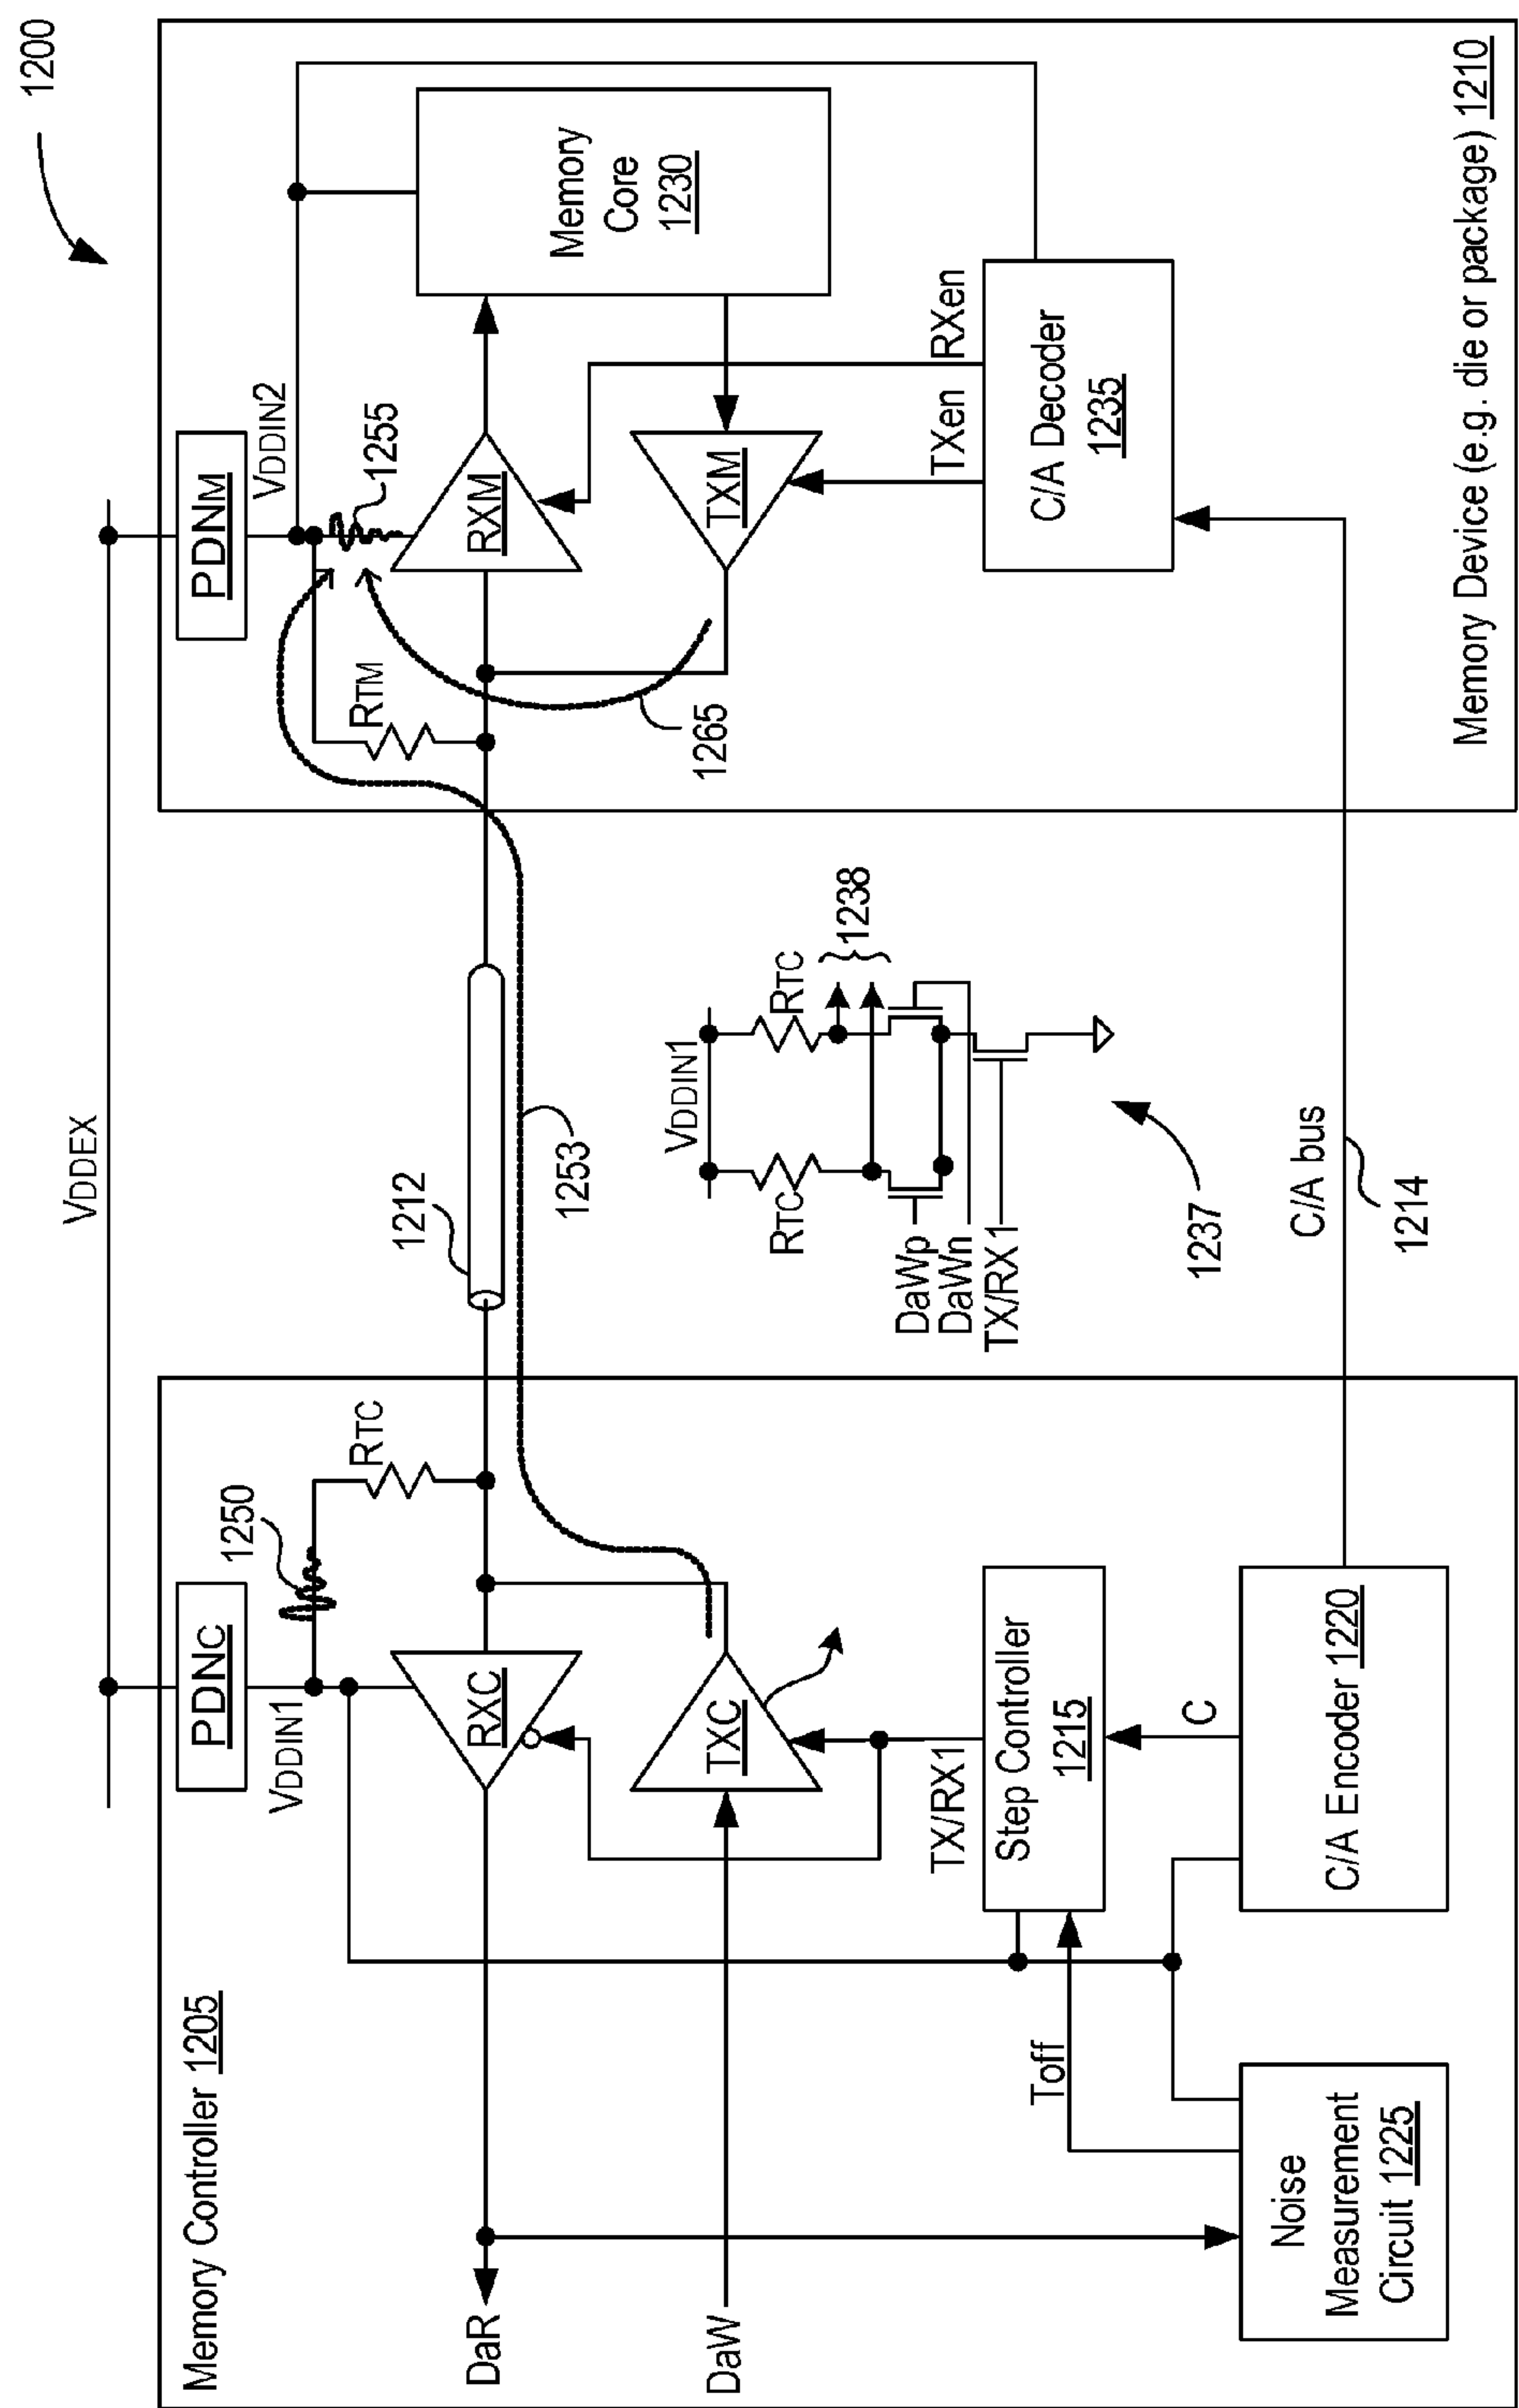 1200
VDDEX
Memory Controller 1205
PDNC
VDDIN1
1250
RTC
RXC
TXC
DaR
DaW
TX/RX1
Step Controller
1215
Toff
C
Noise
Measurement
Circuit 1225
C/A Encoder 1220
1212
1253
VDDIN1
RTC
RTC
1238
DaWp
DaWn
TX/RX1
1237
C/A bus
1214
PDNM
VDDIN2
1255
RTM
RXM
TXM
1265
Memory
Core
1230
TXen
RXen
C/A Decoder
1235
Memory Device (e.g. die or package) 1210